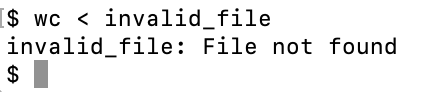 $ wc < invalid_file
invalid_file: File not found
$